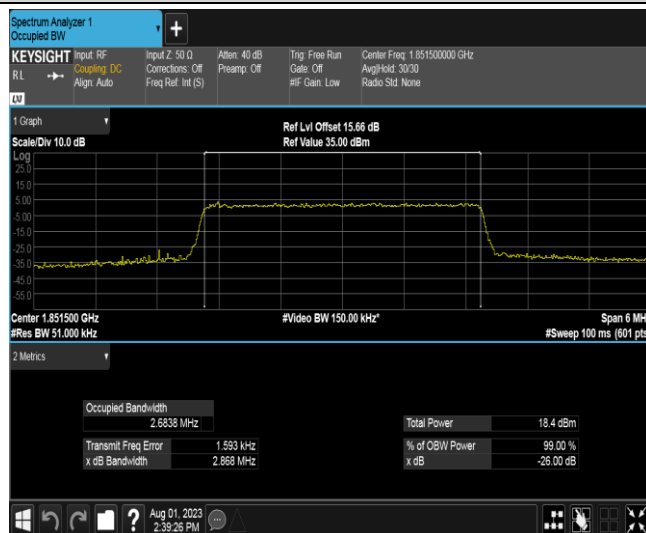 Spectrum Analyzer 1
Occupied BW
+
KEYSIGHT Input: RF Input Z: 50 Ω Atten: 40 dB Trig: Free Run Center Freq: 1.851500000 GHz
RL Coupling: DC Corrections: Off Preamp: Off Gate: Off Avg|Hold: 30/30
Align: Auto Freq Ref: Int (S) #IF Gain: Low Radio Std: None
LXI
1 Graph Ref Lvl Offset 15.66 dB
Scale/Div 10.0 dB Ref Value 35.00 dBm
Log
25.0
15.0
5.00
-5.00
-15.0
-25.0
-35.0
-45.0
-55.0
Center 1.851500 GHz #Video BW 150.00 kHz* Span 6 MH
#Res BW 51.000 kHz #Sweep 100 ms (601 pts
2 Metrics
Occupied Bandwidth
2.6838 MHz Total Power 18.4 dBm
Transmit Freq Error 1.593 kHz % of OBW Power 99.00 %
x dB Bandwidth 2.868 MHz x dB -26.00 dB
? Aug 01, 2023
2:39:26 PM